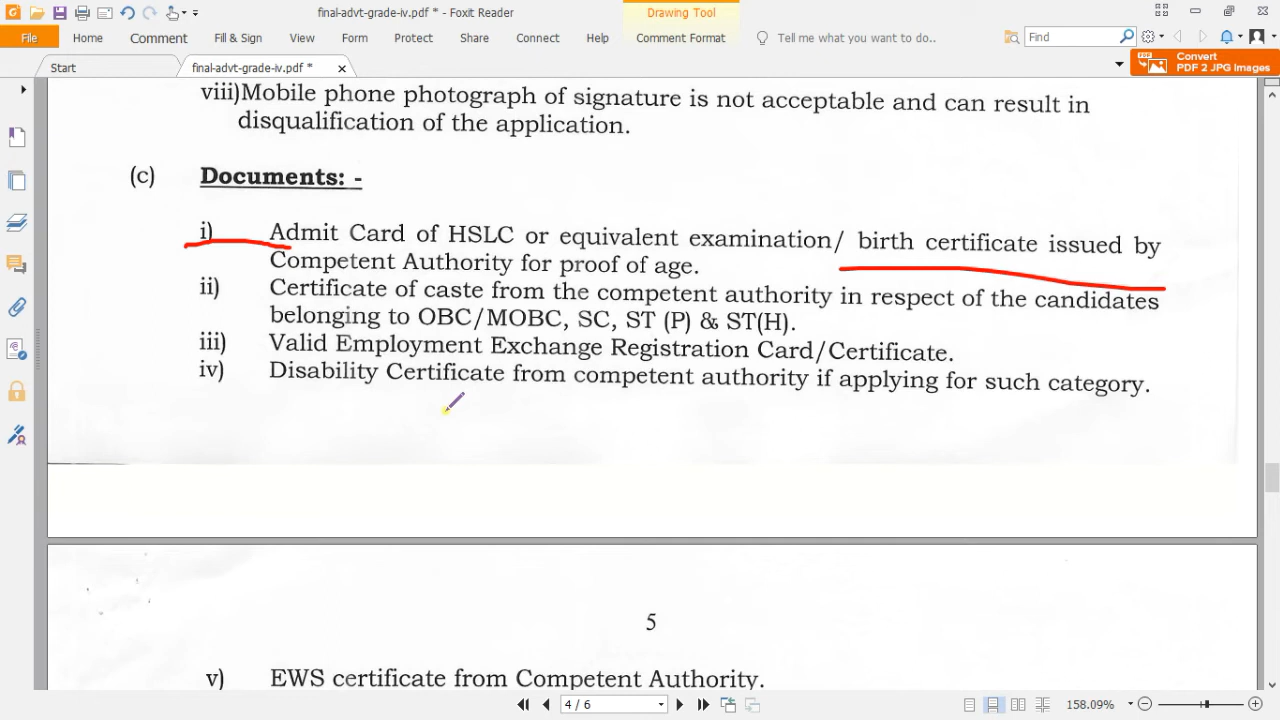 final-advt-grade-iv.pdf * - Foxit Reader
Drawing Tool
File
Home
Comment
Fill & Sign
View
Form
Protect
Share
Connect
Help
Comment Format
Tell me what you want to do..
Find
Start
final-advt-grade-iv.pdf *
Convert
PDF 2 JPG Images
viii)Mobile phone photograph of signature is not acceptable and can result in
disqualification of the application.
(c) Documents: -
i) Admit Card of HSLC or equivalent examination/ birth certificate issued by
Competent Authority for proof of age.
ii) Certificate of caste from the competent authority in respect of the candidates
belonging to OBC/MOBC, SC, ST (P) & ST(H).
iii) Valid Employment Exchange Registration Card/Certificate.
iv) Disability Certificate from competent authority if applying for such category.
5
v) EWS certificate from Competent Authority.
4 / 6
158.09%